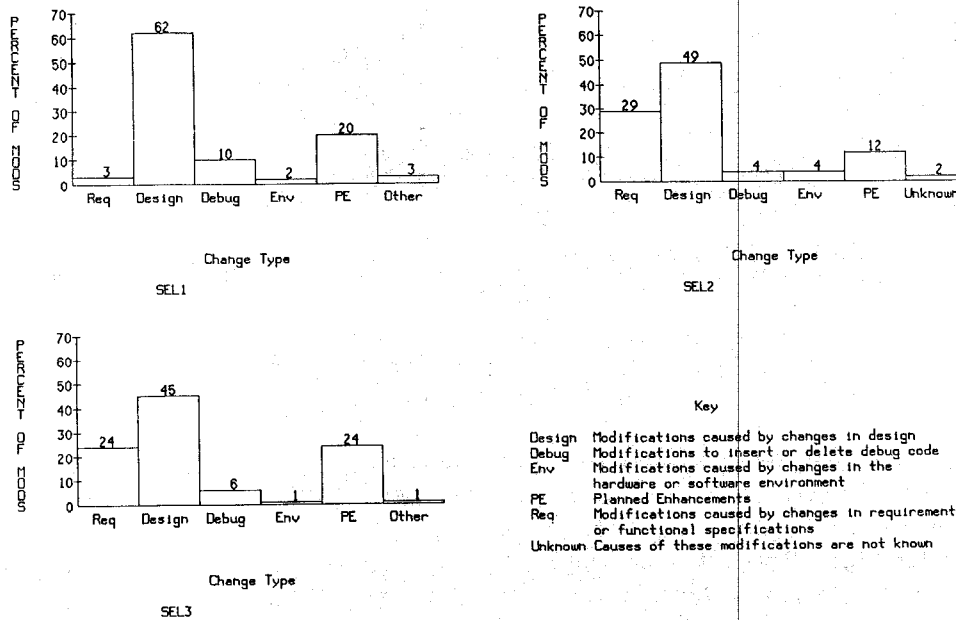 PERCENT OF MODS
70
60
50
40
30
20
10
0
3
62
10
2
20
3
Req Design Debug Env PE Other
Change Type
SEL1
PERCENT OF MODS
70
60
50
40
30
20
10
0
29
49
4
4
12
2
Req Design Debug Env PE Unknown
Change Type
SEL2
PERCENT OF MODS
70
60
50
40
30
20
10
0
24
45
6
1
24
1
Req Design Debug Env PE Other
Change Type
SEL3
Key
Design Modifications caused by changes in design
Debug Modifications to insert or delete debug code
Env Modifications caused by changes in the
hardware or software environment
PE Planned Enhancements
Req Modifications caused by changes in requirement
or functional specifications
Unknown Causes of these modifications are not known